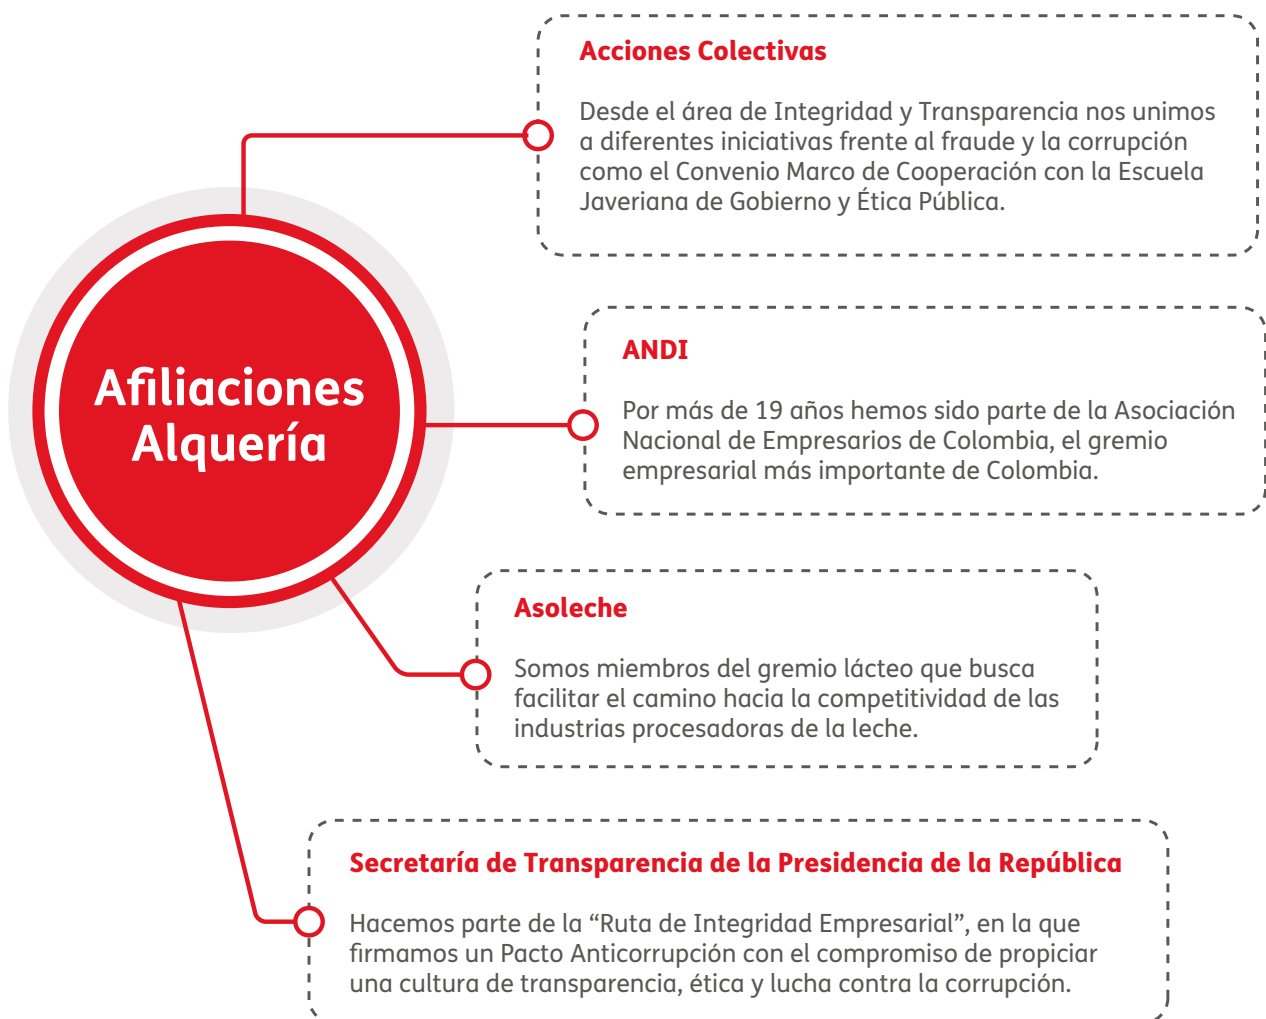 Acciones Colectivas
Desde el área de Integridad y Transparencia nos unimos
a diferentes iniciativas frente al fraude y la corrupción
como el Convenio Marco de Cooperación con la Escuela
Javeriana de Gobierno y Ética Pública.
Afiliaciones
Alquería
ANDI
Por más de 19 años hemos sido parte de la Asociación
Nacional de Empresarios de Colombia, el gremio
empresarial más importante de Colombia.
Asoleche
Somos miembros del gremio lácteo que busca
facilitar el camino hacia la competitividad de las
industrias procesadoras de la leche.
Secretaría de Transparencia de la Presidencia de la República
Hacemos parte de la “Ruta de Integridad Empresarial”, en la que
firmamos un Pacto Anticorrupción con el compromiso de propiciar
una cultura de transparencia, ética y lucha contra la corrupción.